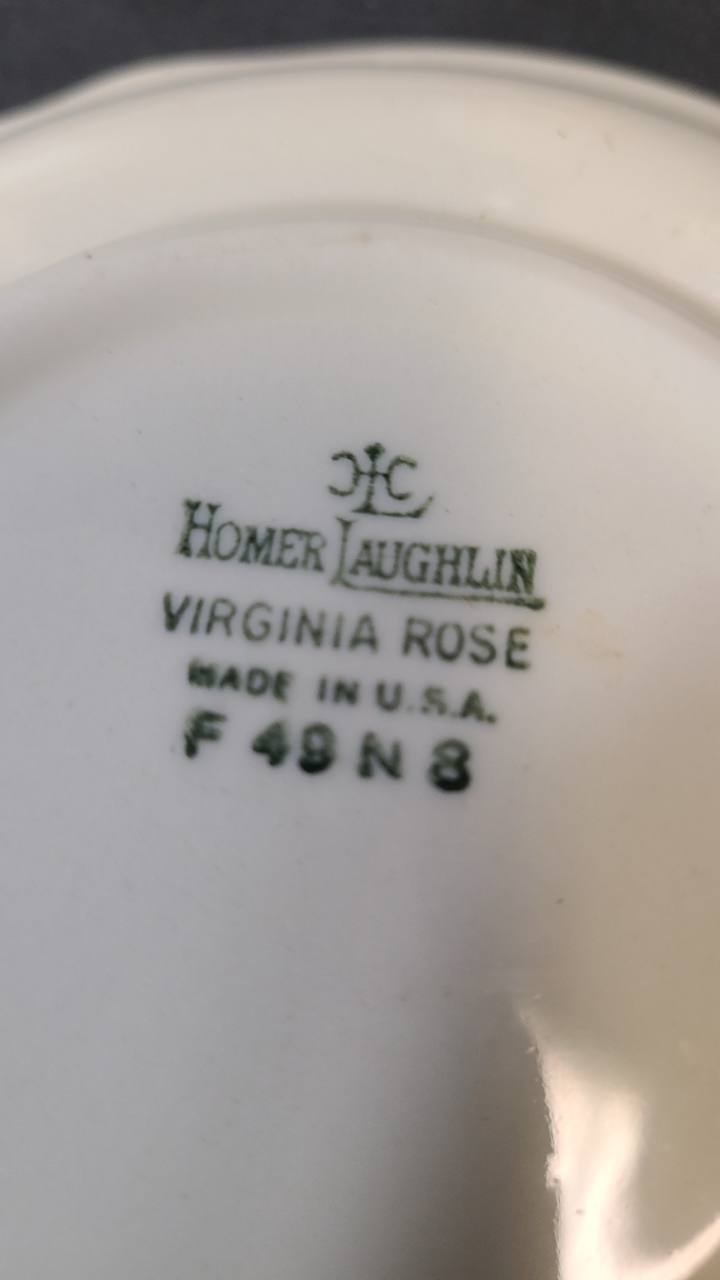 HLC
HOMER LAUGHLIN
VIRGINIA ROSE
MADE IN U.S.A.
F 49 N 8